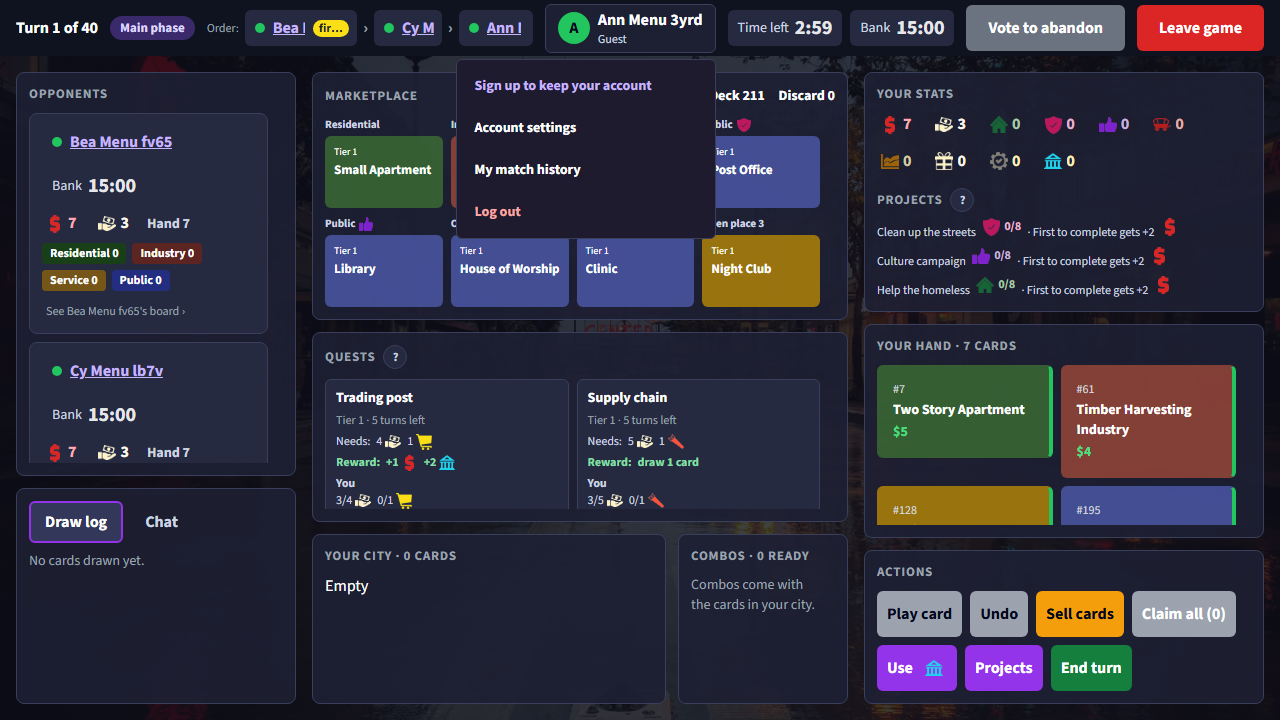 Turn 1 of 40
Main phase
Order:
Bea
fir...
›
Cy M
›
Ann
A
Ann Menu 3yrd
Guest
Time left 2:59
Bank 15:00
Vote to abandon
Leave game
OPPONENTS
Bea Menu fv65
Bank 15:00
7 3 Hand 7
Residential 0 Industry 0
Service 0 Public 0
See Bea Menu fv65's board ›
Cy Menu lb7v
Bank 15:00
7 3 Hand 7
Draw log
Chat
No cards drawn yet.
MARKETPLACE
Deck 211 Discard 0
Sign up to keep your account
Account settings
My match history
Log out
Residential
Tier 1
Small Apartment
Tier 1
Post Office
Public
Tier 1
Library
Tier 1
House of Worship
Tier 1
Clinic
place 3
Tier 1
Night Club
QUESTS ?
Trading post
Tier 1 · 5 turns left
Needs: 4 1
Reward: +1 +2
You
3/4 0/1
Supply chain
Tier 1 · 5 turns left
Needs: 5 1
Reward: draw 1 card
You
3/5 0/1
YOUR CITY · 0 CARDS
Empty
COMBOS · 0 READY
Combos come with
the cards in your city.
YOUR STATS
7 3 0 0 0 0
0 0 0 0
PROJECTS ?
Clean up the streets 0/8 · First to complete gets +2
Culture campaign 0/8 · First to complete gets +2
Help the homeless 0/8 · First to complete gets +2
YOUR HAND · 7 CARDS
#7
Two Story Apartment
$5
#61
Timber Harvesting
Industry
$4
#128
#195
ACTIONS
Play card
Undo
Sell cards
Claim all (0)
Use
Projects
End turn